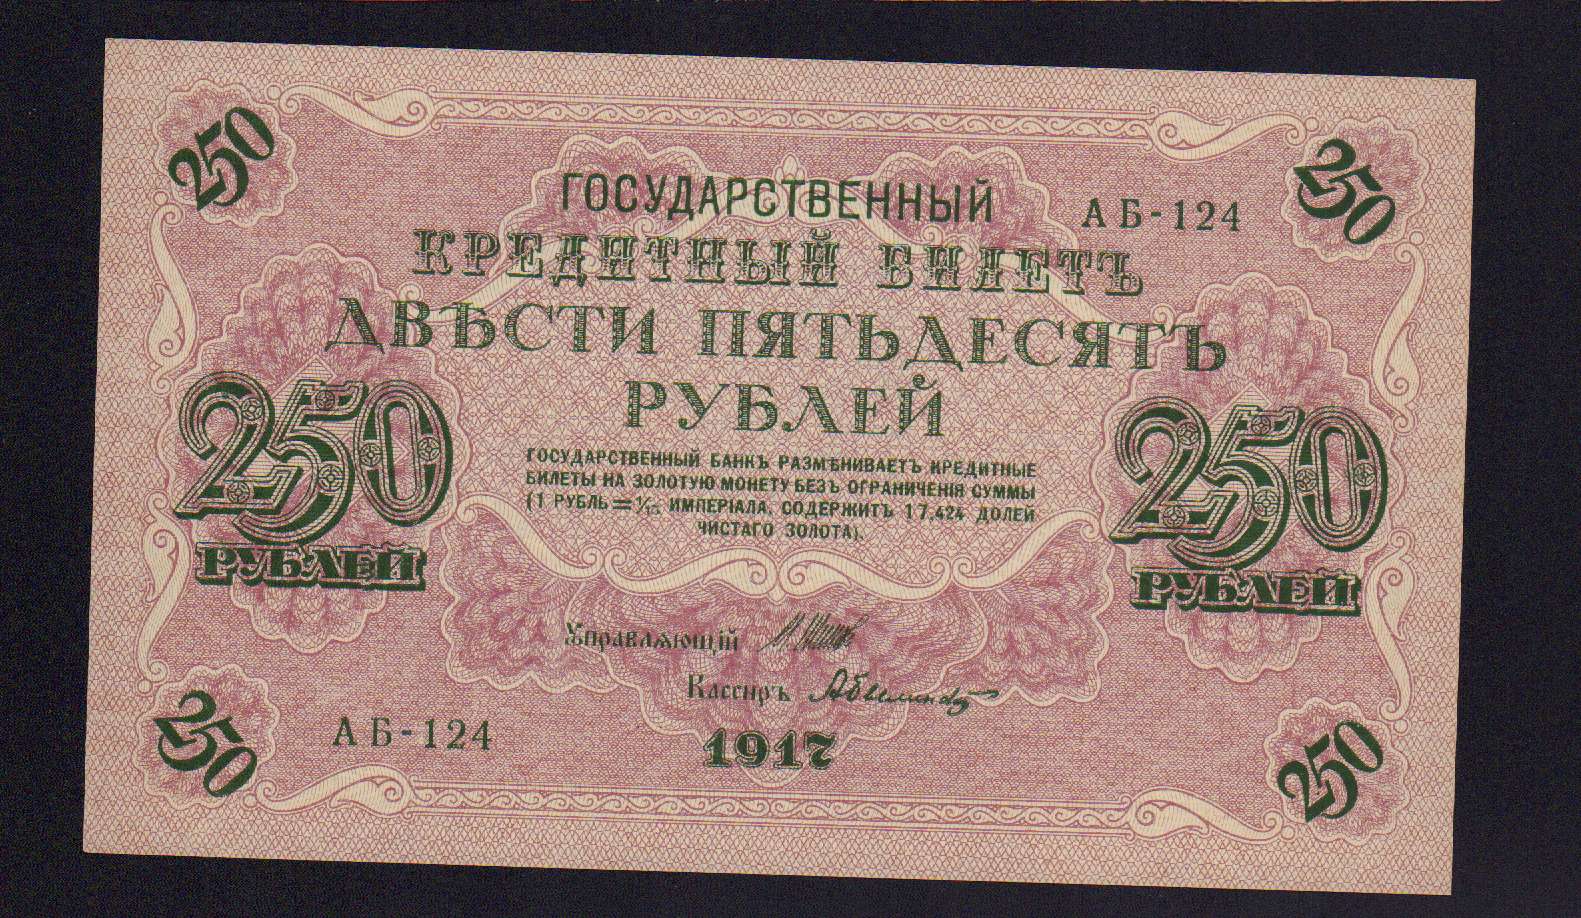 250
250
ГОСУДАРСТВЕННЫЙ
АБ-124
КРЕДИТНЫЙ БИЛЕТЪ
ДВѢСТИ ПЯТЬДЕСЯТЪ
РУБЛЕЙ
250
РУБЛЕЙ
250
РУБЛЕЙ
ГОСУДАРСТВЕННЫЙ БАНКЪ РАЗМѢНИВАЕТЪ КРЕДИТНЫЕ
БИЛЕТЫ НА ЗОЛОТУЮ МОНЕТУ БЕЗЪ ОГРАНИЧЕНІЯ СУММЫ
(1 РУБЛЬ = 1/15 ИМПЕРІАЛА, СОДЕРЖИТЪ 17,424 ДОЛЕЙ
ЧИСТАГО ЗОЛОТА).
Управляющій
Кассиръ
АБ-124
1917
250
250